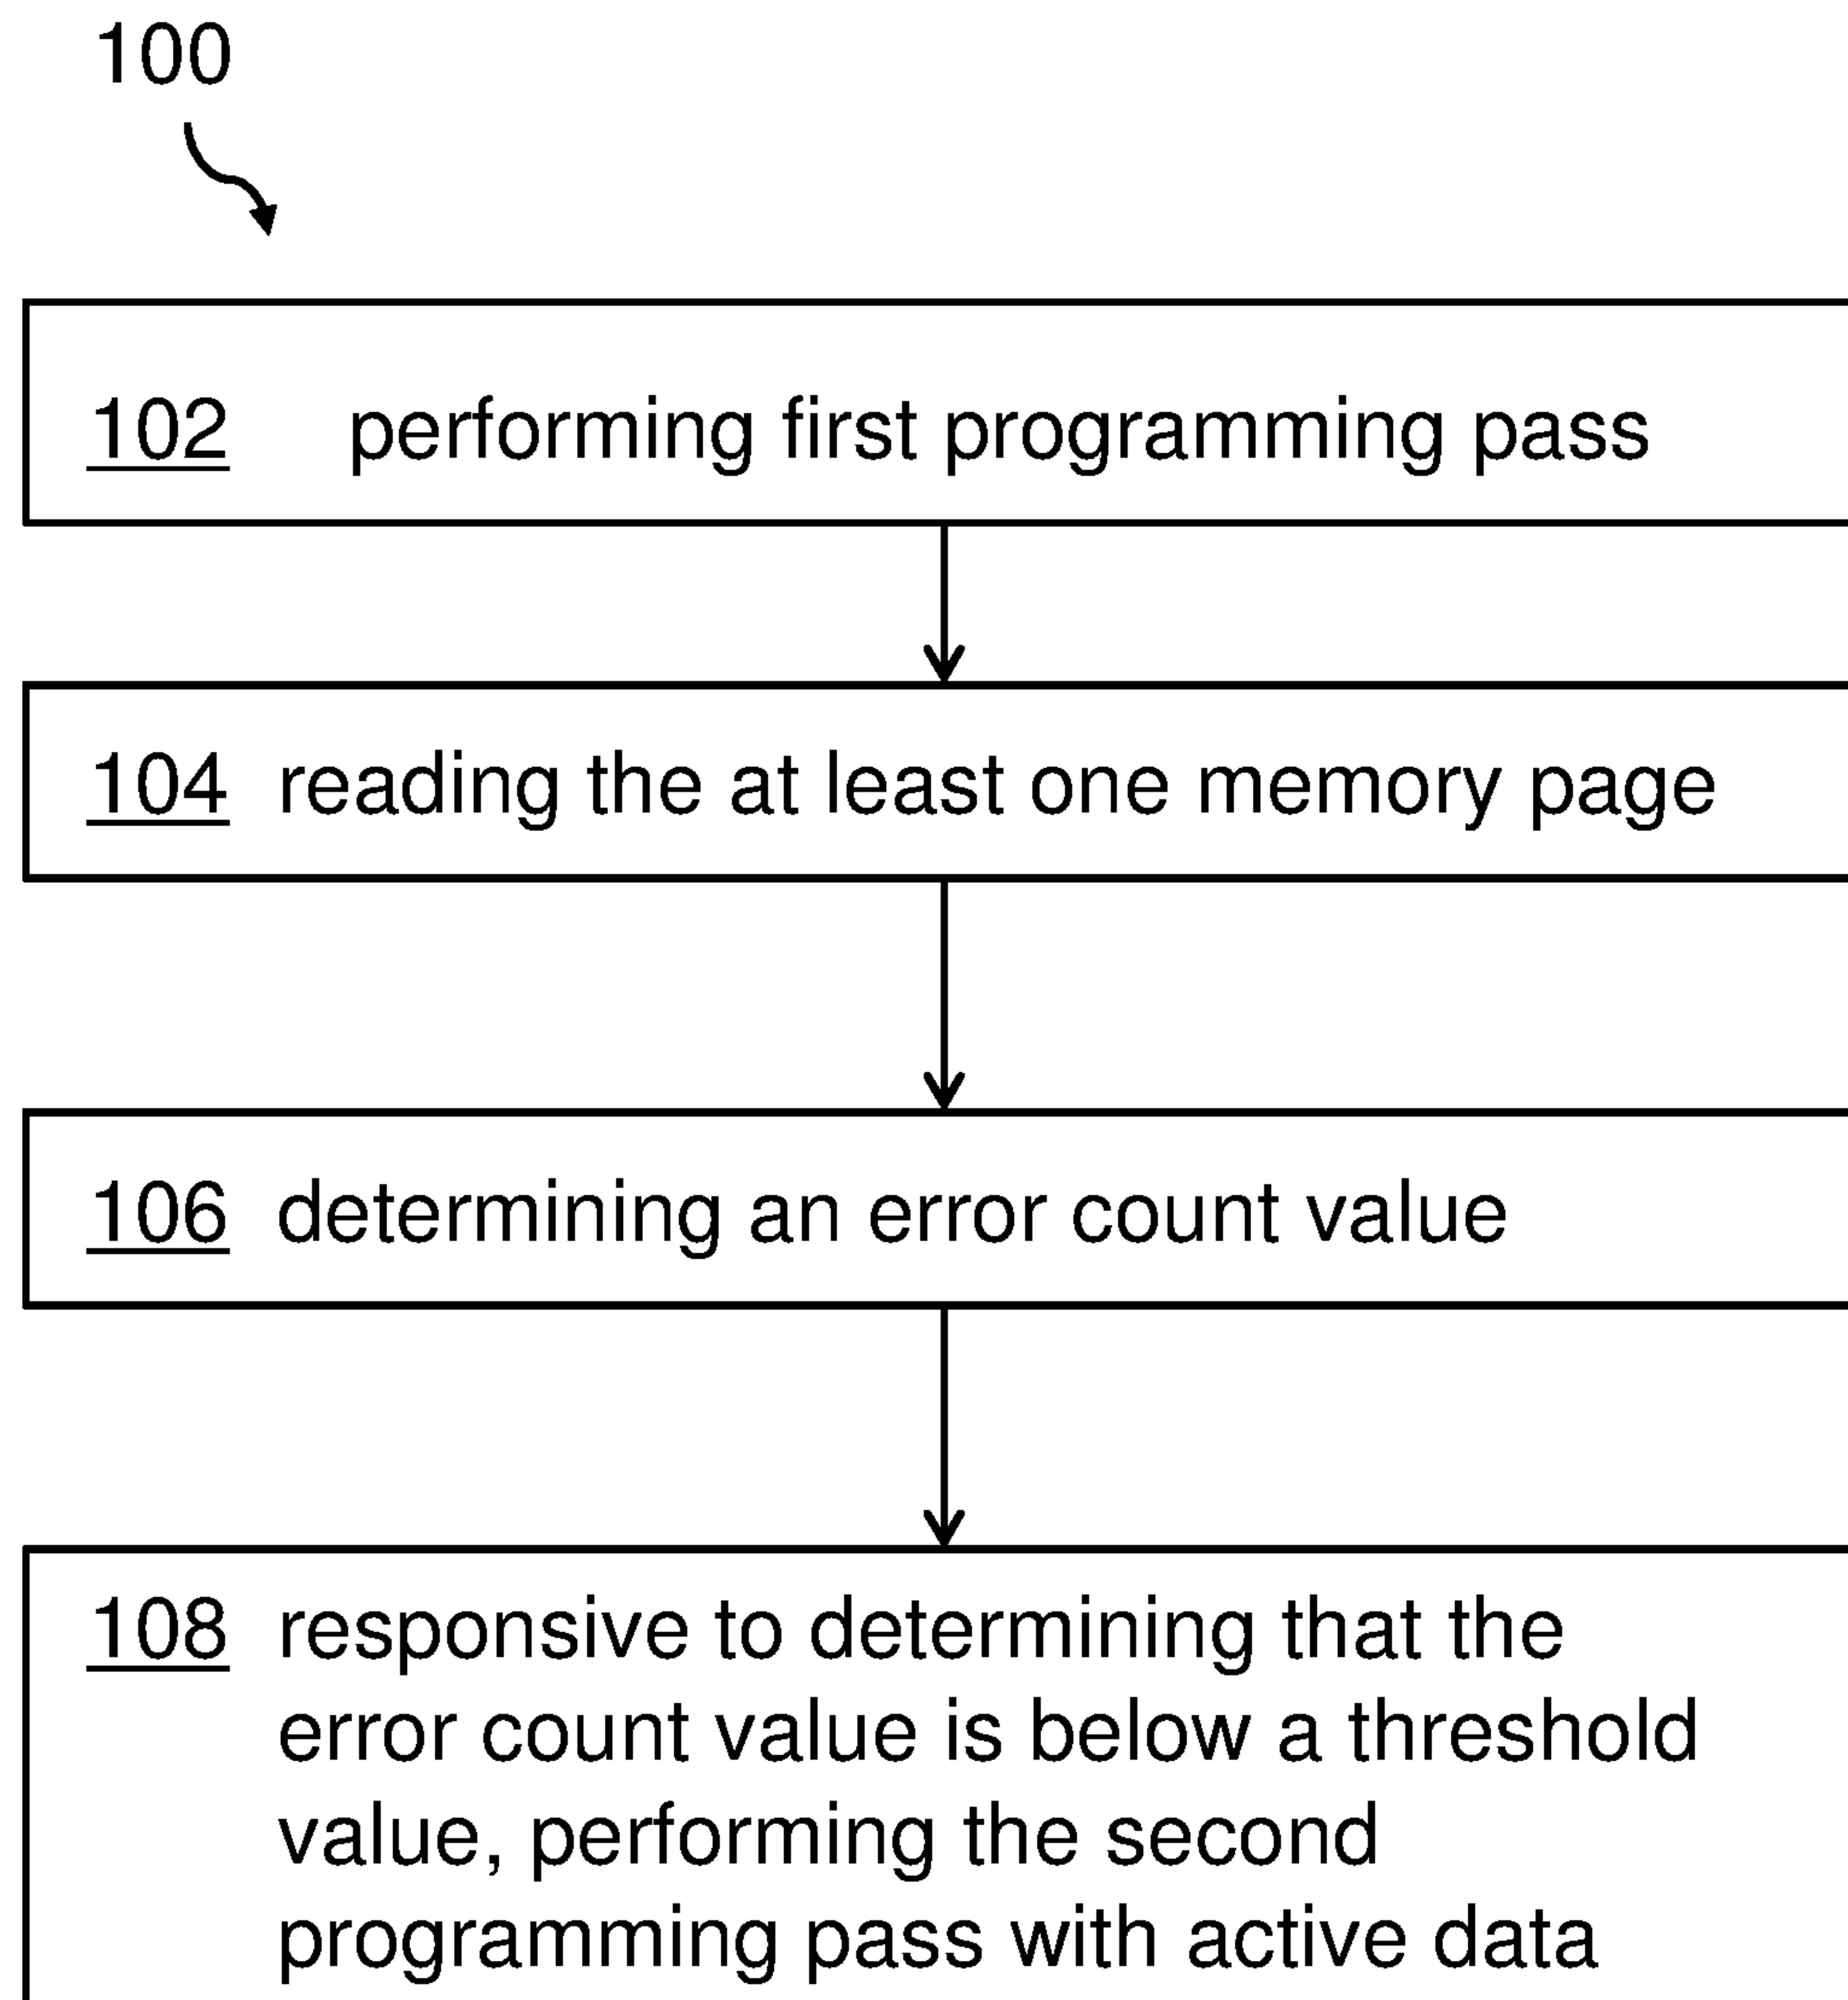 100
102 performing first programming pass
104 reading the at least one memory page
106 determining an error count value
108 responsive to determining that the
error count value is below a threshold
value, performing the second
programming pass with active data